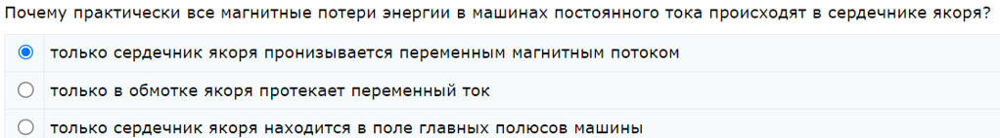 Почему практически все магнитные потери энергии в машинах постоянного тока происходят в сердечнике якоря?
только сердечник якоря пронизывается переменным магнитным потоком
только в обмотке якоря протекает переменный ток
только сердечник якоря находится в поле главных полюсов машины